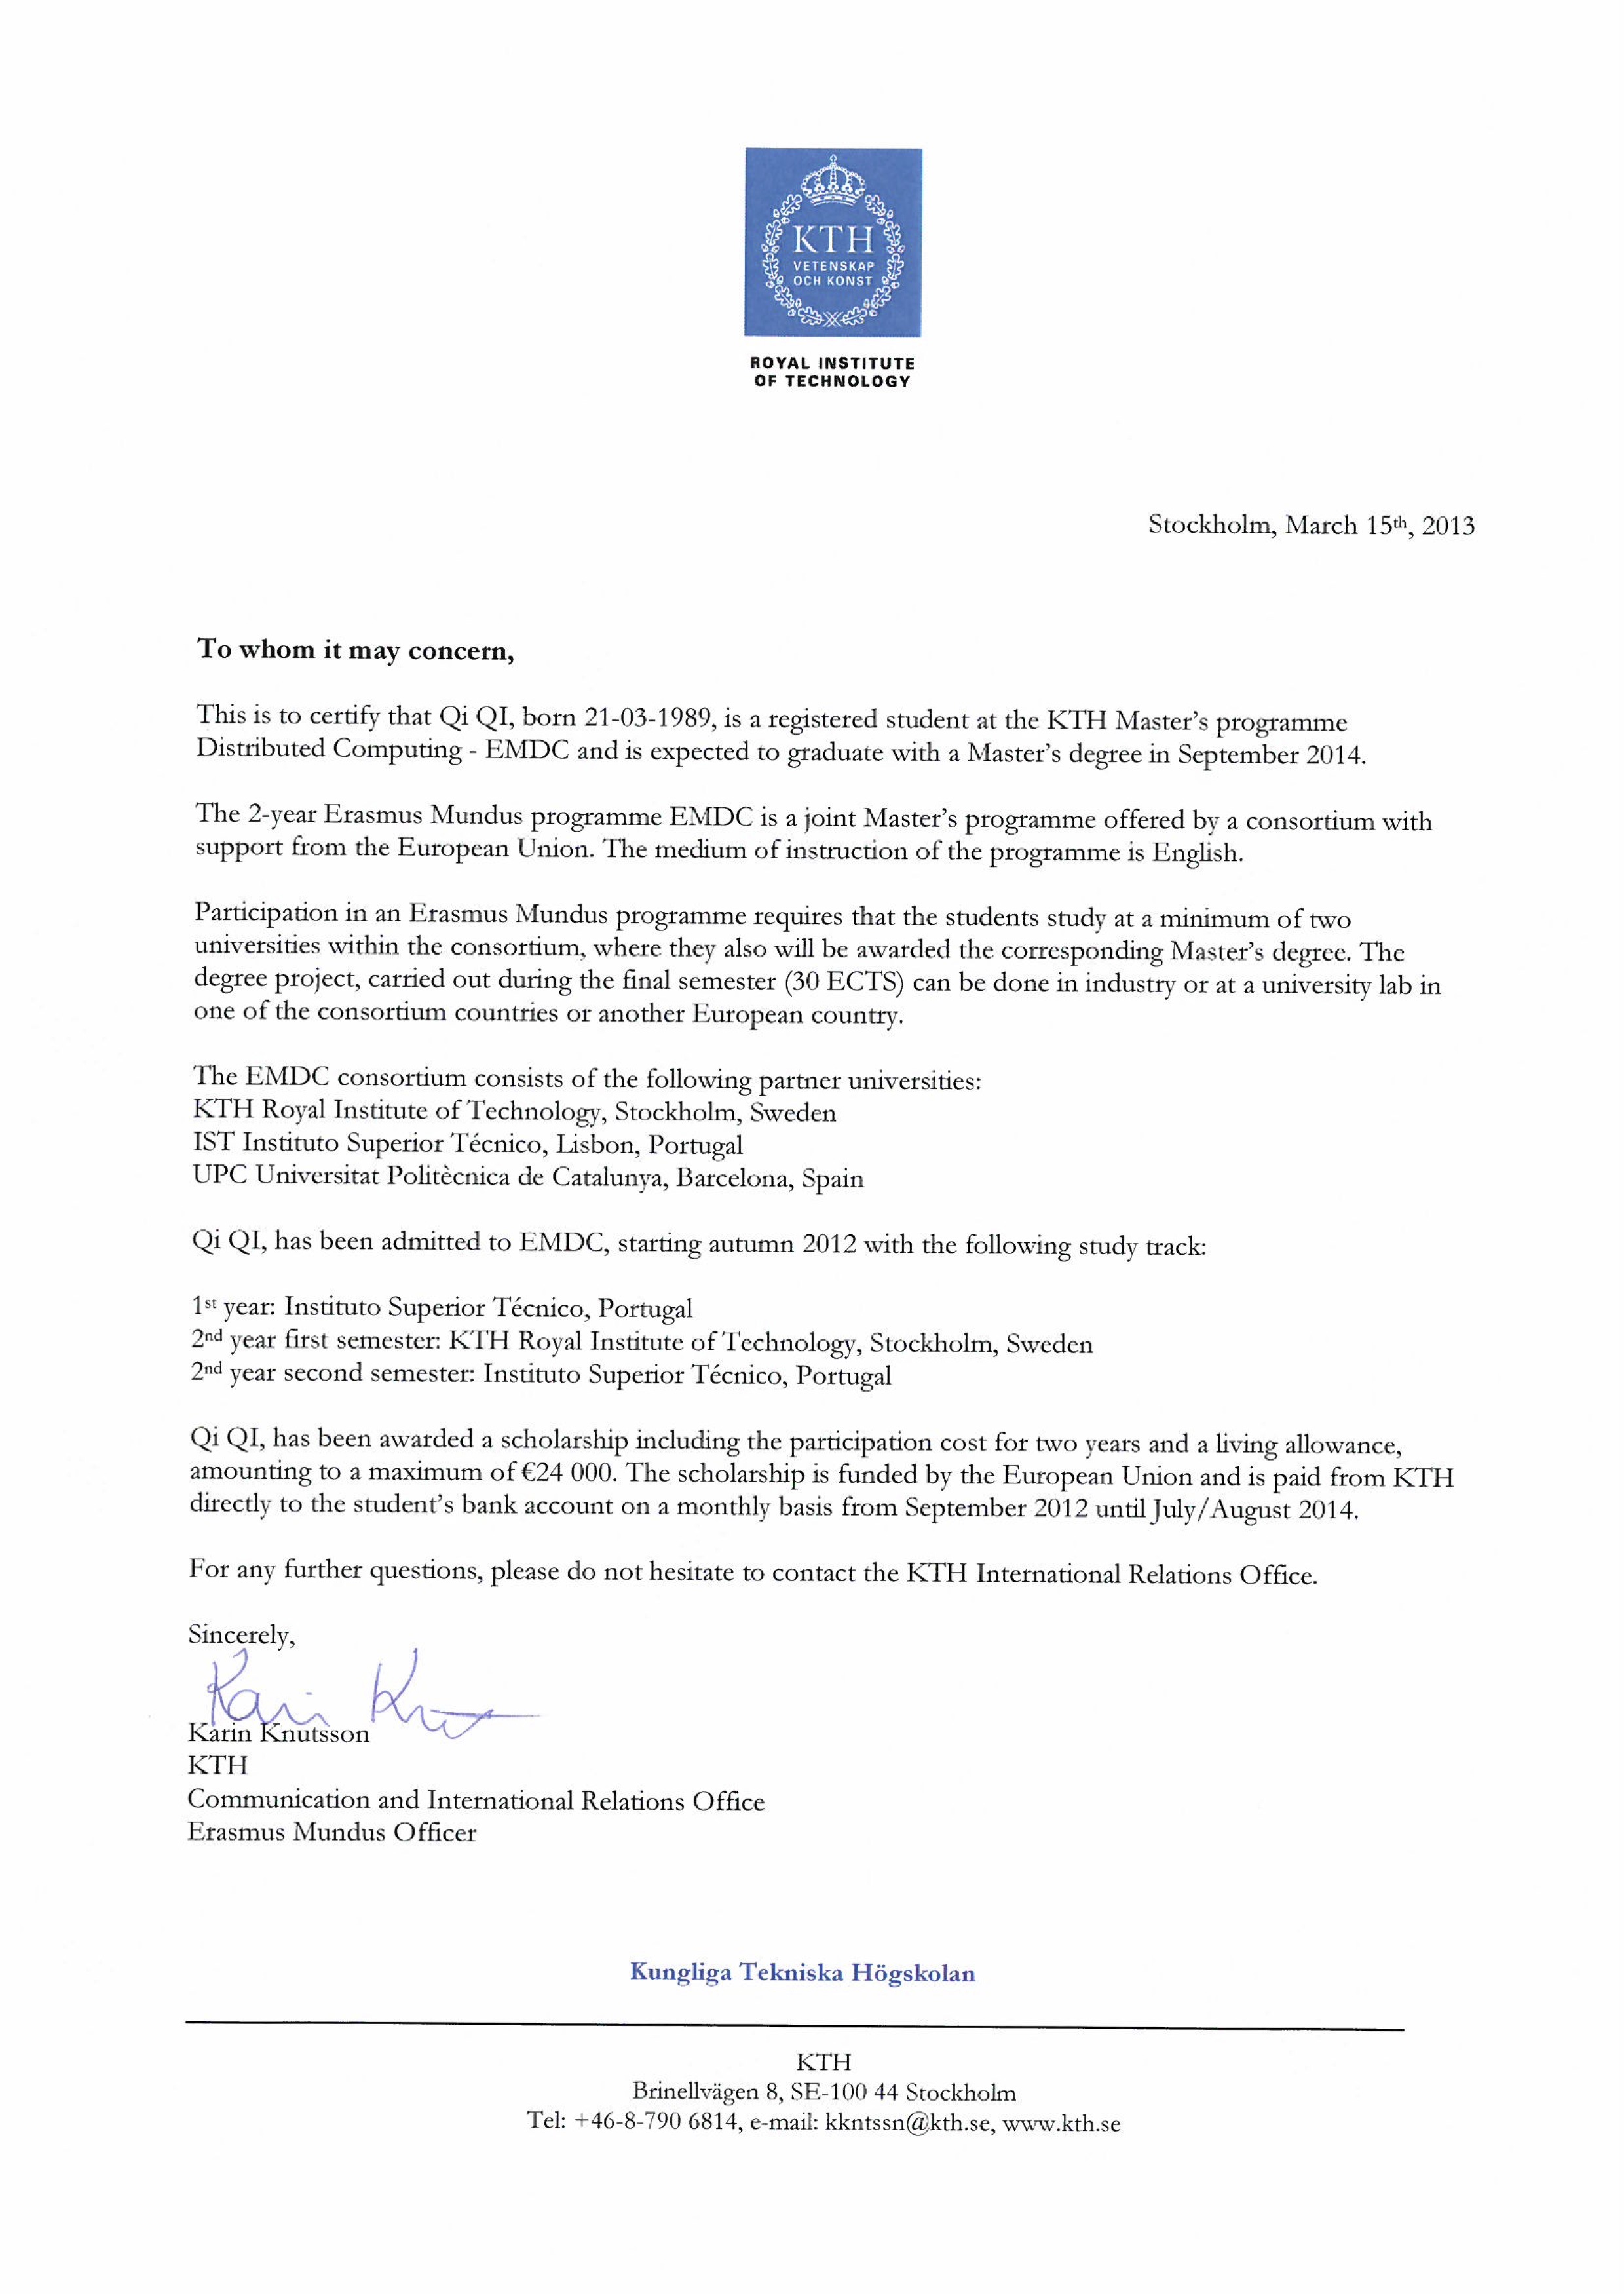 KTH
VETENSKAP
OCH KONST
ROYAL INSTITUTE
OF TECHNOLOGY
Stockholm, March 15th, 2013
To whom it may concern,
This is to certify that Qi QI, born 21-03-1989, is a registered student at the KTH Master's programme
Distributed Computing - EMDC and is expected to graduate with a Master's degree in September 2014.
The 2-year Erasmus Mundus programme EMDC is a joint Master's programme offered by a consortium with
support from the European Union. The medium of instruction of the programme is English.
Participation in an Erasmus Mundus programme requires that the students study at a minimum of two
universities within the consortium, where they also will be awarded the corresponding Master's degree. The
degree project, carried out during the final semester (30 ECTS) can be done in industry or at a university lab in
one of the consortium countries or another European country.
The EMDC consortium consists of the following partner universities:
KTH Royal Institute of Technology, Stockholm, Sweden
IST Instituto Superior Técnico, Lisbon, Portugal
UPC Universitat Politècnica de Catalunya, Barcelona, Spain
Qi QI, has been admitted to EMDC, starting autumn 2012 with the following study track:
1st year: Instituto Superior Técnico, Portugal
2nd year first semester: KTH Royal Institute of Technology, Stockholm, Sweden
2nd year second semester: Instituto Superior Técnico, Portugal
Qi QI, has been awarded a scholarship including the participation cost for two years and a living allowance,
amounting to a maximum of €24 000. The scholarship is funded by the European Union and is paid from KTH
directly to the student's bank account on a monthly basis from September 2012 until July/August 2014.
For any further questions, please do not hesitate to contact the KTH International Relations Office.
Sincerely,
Karin Knutsson
KTH
Communication and International Relations Office
Erasmus Mundus Officer
Kungliga Tekniska Högskolan
KTH
Brinellvägen 8, SE-100 44 Stockholm
Tel: +46-8-790 6814, e-mail: kkntssn@kth.se, www.kth.se